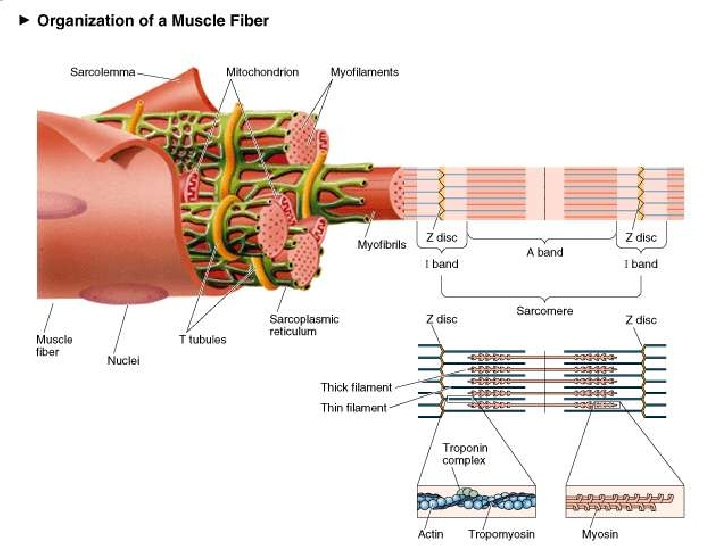 ► Organization of a Muscle Fiber
Sarcolemma
Mitochondrion
Myofilaments
Myofibrils
Z disc
Z disc
A band
I band
I band
Sarcomere
Sarcoplasmic
reticulum
T tubules
Muscle
fiber
Nuclei
Z disc
Z disc
Thick filament
Thin filament
Troponin
complex
Actin
Tropomyosin
Myosin